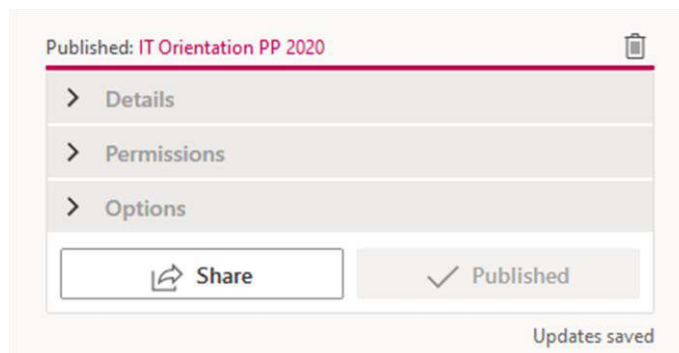 Published: IT Orientation PP 2020
Details
Permissions
Options
Share
Published
Updates saved